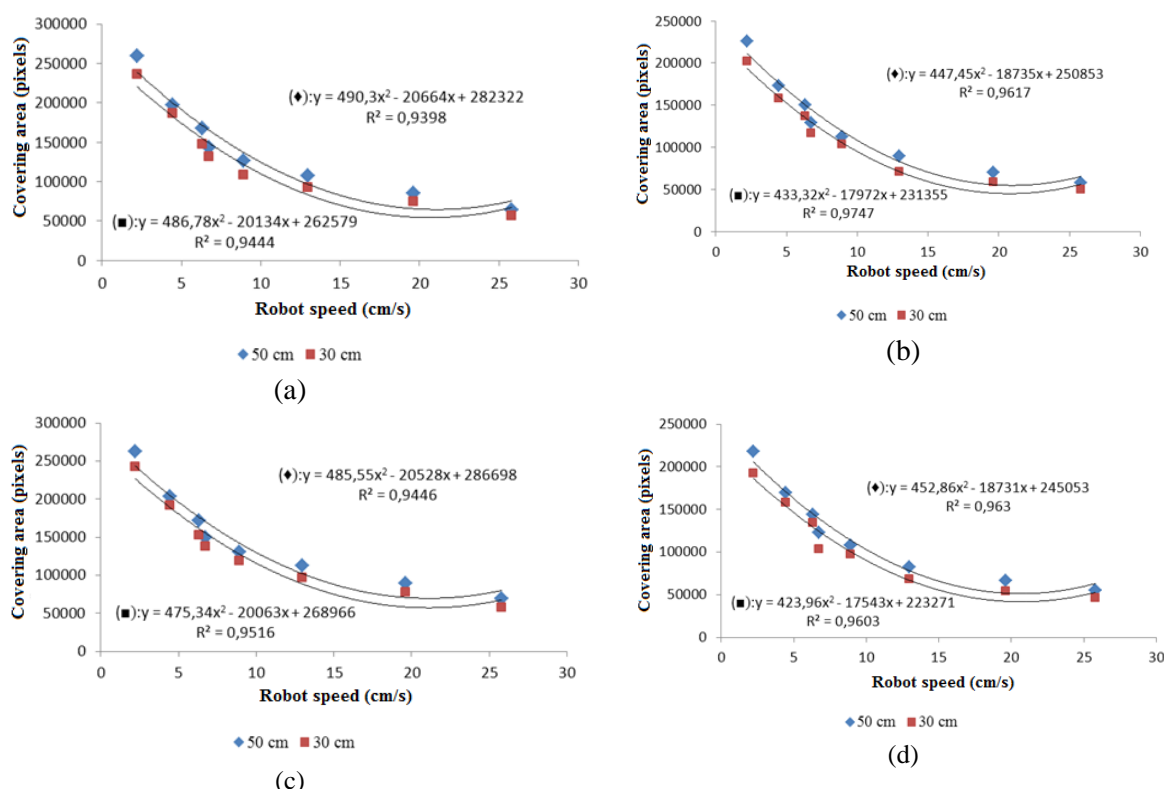 300000
250000
200000
150000
100000
50000
0
Covering area (pixels)
(♦):y = 490,3x² - 20664x + 282322
R² = 0,9398
(■):y = 486,78x² - 20134x + 262579
R² = 0,9444
0 5 10 15 20 25 30
Robot speed (cm/s)
50 cm 30 cm
(a)
250000
200000
150000
100000
50000
0
Covering area (pixels)
(♦):y = 447,45x² - 18735x + 250853
R² = 0.9617
(■):y = 433,32x² - 17972x + 231355
R² = 0,9747
0 5 10 15 20 25 30
Robot speed (cm/s)
50 cm 30 cm
(b)
300000
250000
200000
150000
100000
50000
0
Covering area (pixels)
(♦):y = 485,55x² - 20528x + 286698
R² = 0,9446
(■):y = 475,34x² - 20063x + 268966
R² = 0,9516
0 5 10 15 20 25 30
Robot speed (cm/s)
50 cm 30 cm
(c)
250000
200000
150000
100000
50000
0
Covering area (pixels)
(♦):y = 452,86x² - 18731x + 245053
R² = 0,963
(■):y = 423,96x² - 17543x + 223271
R² = 0,9603
0 5 10 15 20 25 30
Robot speed (cm/s)
50 cm 30 cm
(d)